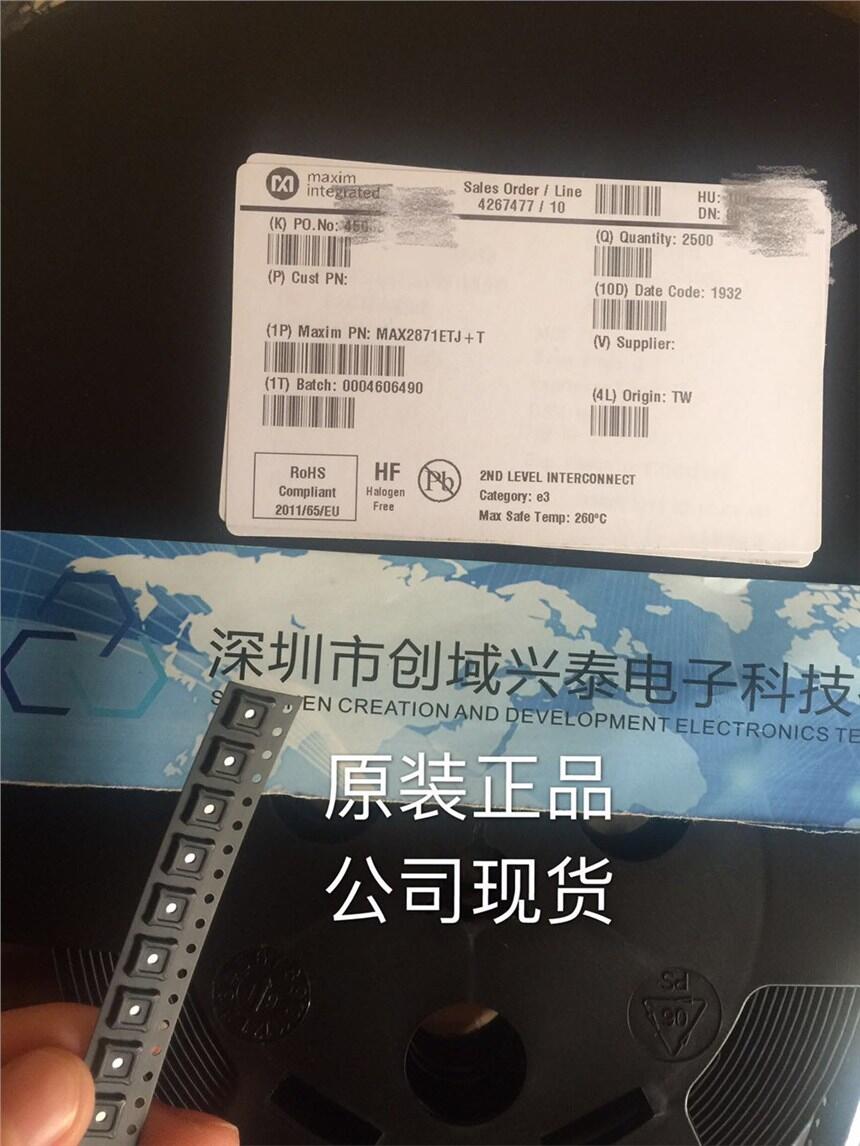 maxim
integrated
Sales Order / Line
4267477 / 10
HU:
DN:
(K) PO.No:
(Q) Quantity: 2500
(P) Cust PN:
(10D) Date Code: 1932
(1P) Maxim PN: MAX2871ETJ+T
(V) Supplier:
(1T) Batch: 0004606490
(4L) Origin: TW
RoHS
Compliant
2011/65/EU
HF
Halogen
Free
Pb
2ND LEVEL INTERCONNECT
Category: e3
Max Safe Temp: 260°C
深圳市创域兴泰电子科技
CREATION AND DEVELOPMENT ELECTRONICS
原装正品
公司现货
PS
06